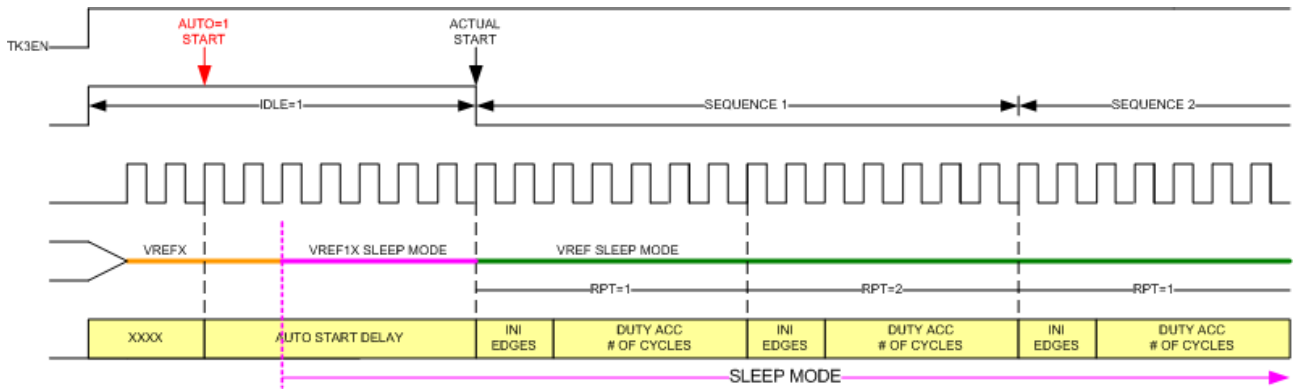 AUTO=1
START
ACTUAL
START
TK3EN
IDLE=1
SEQUENCE 1
SEQUENCE 2
VREFX
VREF1X SLEEP MODE
VREF SLEEP MODE
RPT=1
RPT=2
RPT=1
XXXX
AUTO START DELAY
INI
EDGES
DUTY ACC
# OF CYCLES
INI
EDGES
DUTY ACC
# OF CYCLES
INI
EDGES
DUTY ACC
# OF CYCLES
SLEEP MODE